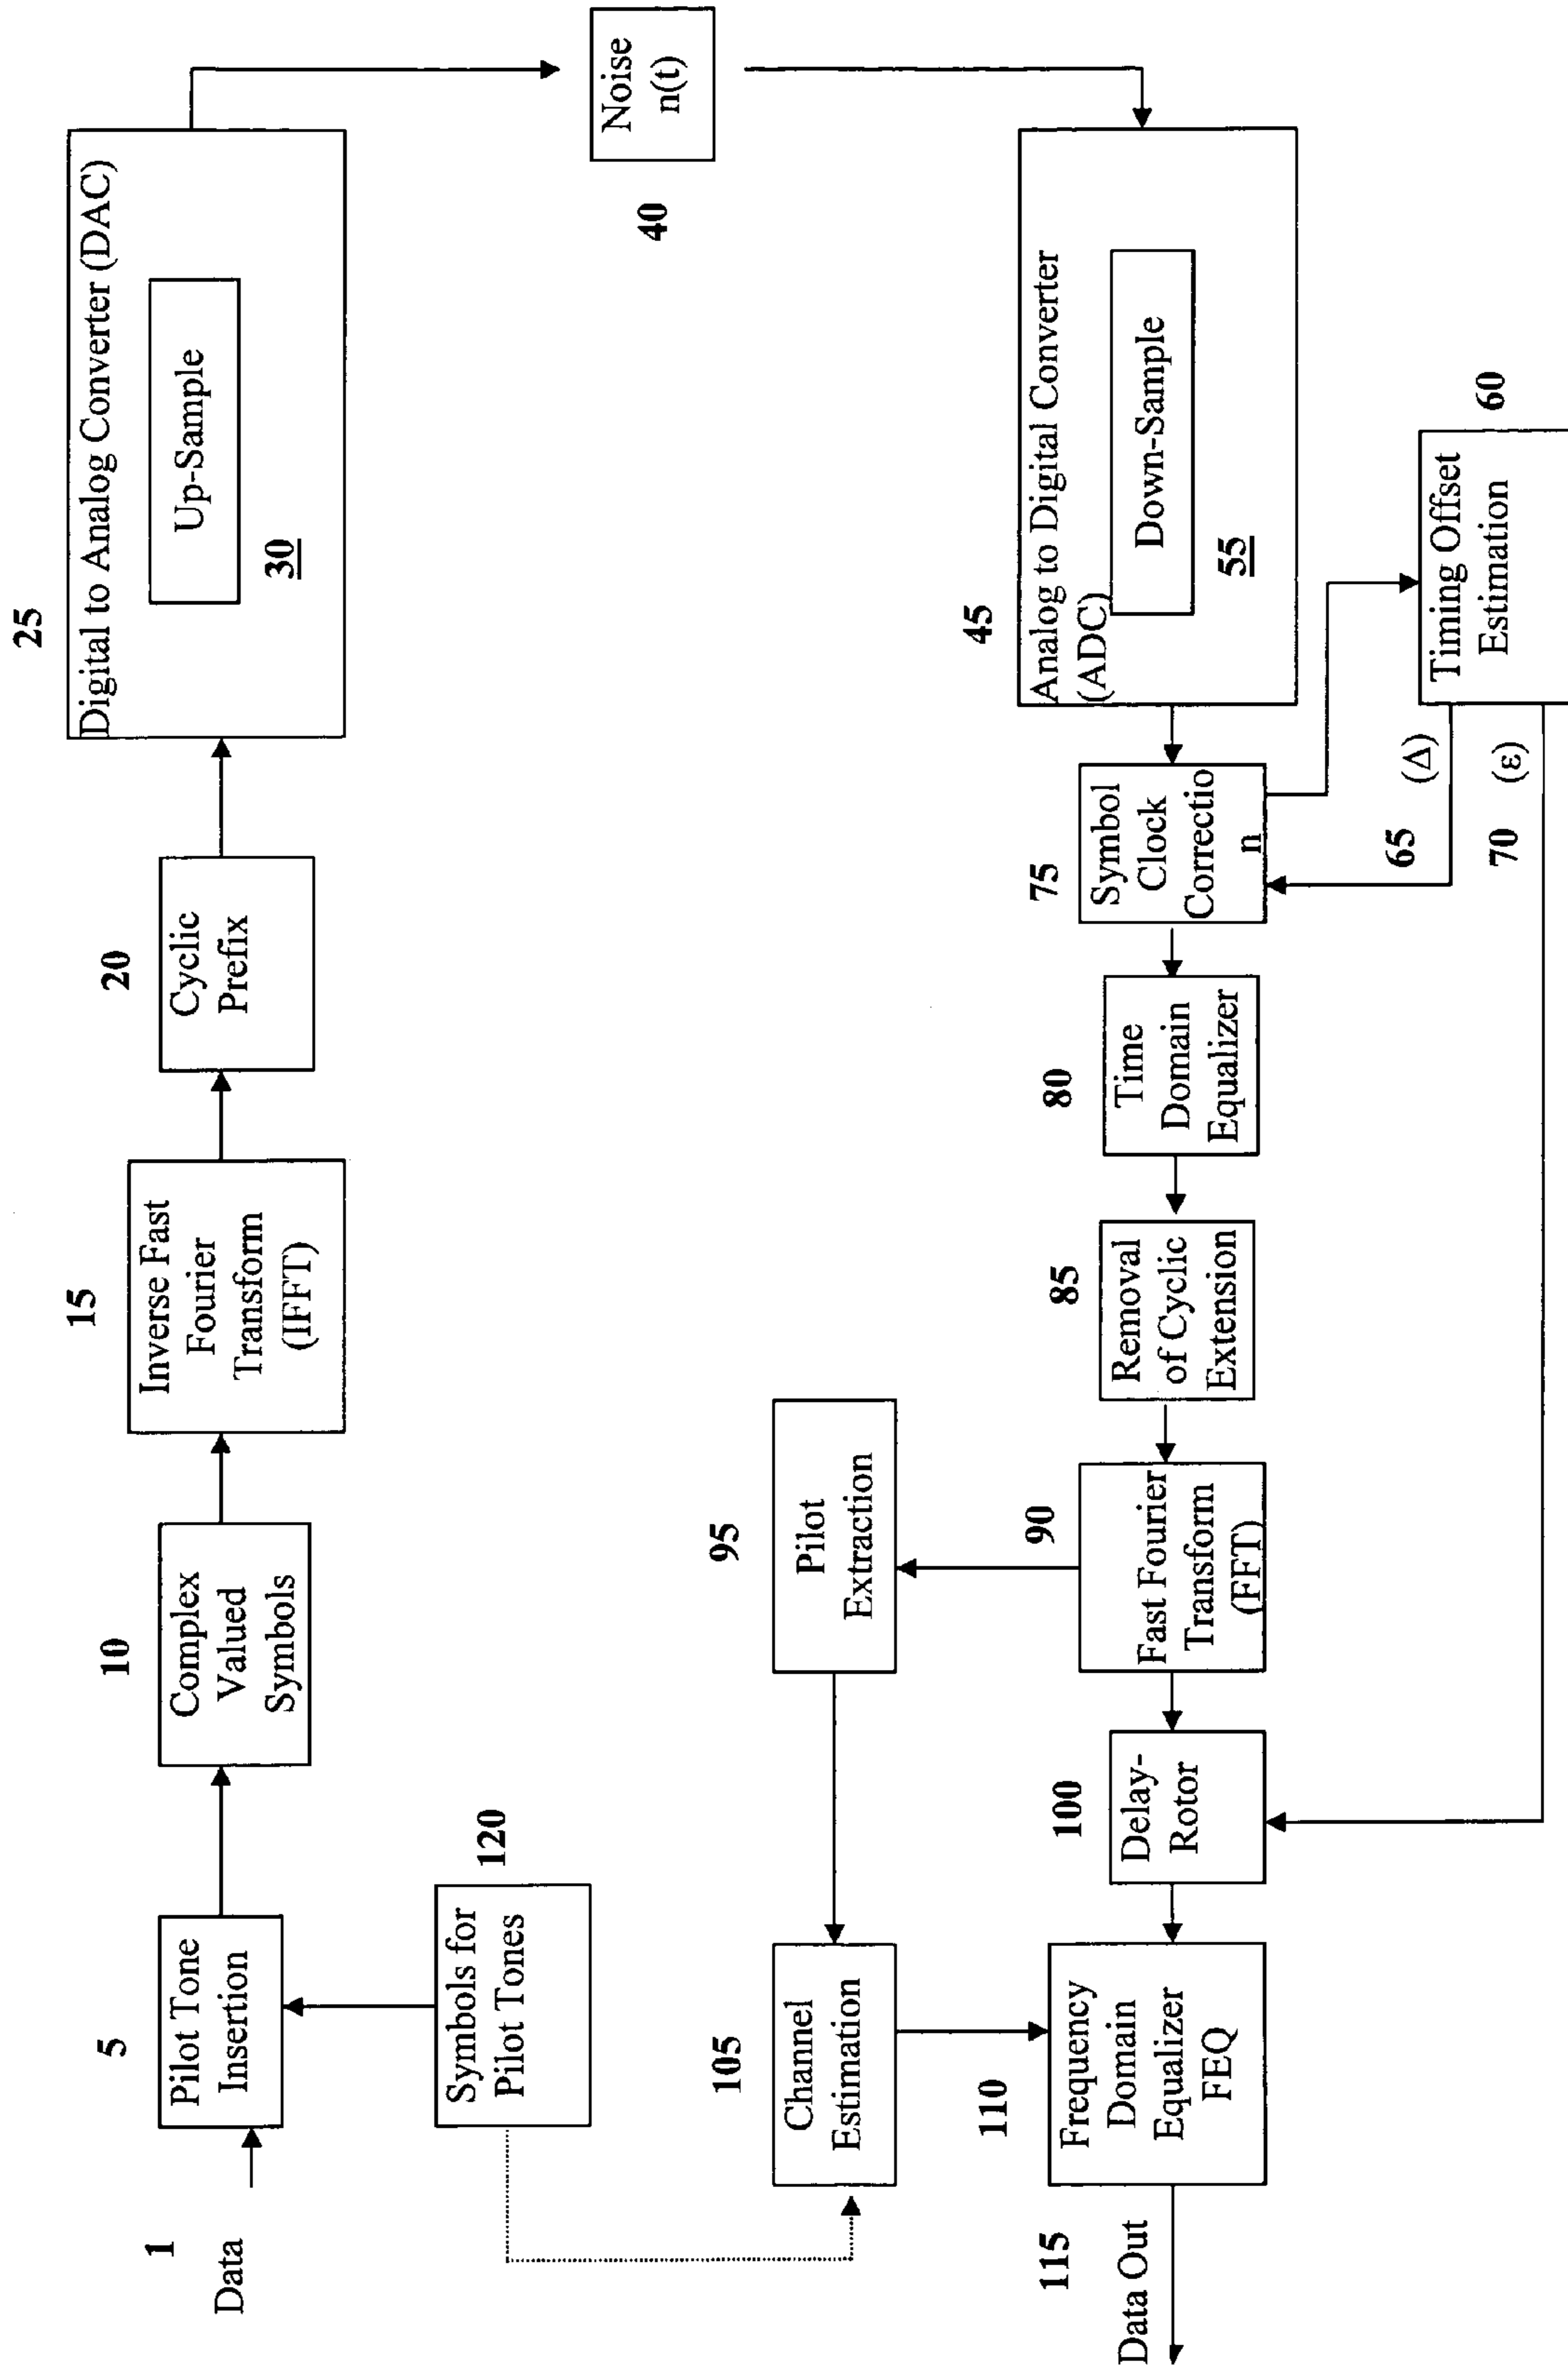 1
Data
5
Pilot Tone
Insertion
10
Complex
Valued
Symbols
15
Inverse Fast
Fourier
Transform
(IFFT)
20
Cyclic
Prefix
25
Digital to Analog Converter (DAC)
Up-Sample
30
120
Symbols for
Pilot Tones
Noise
n(t)
40
45
Analog to Digital Converter
(ADC)
Down-Sample
55
60
Timing Offset
Estimation
65
(Δ)
70
(ε)
75
Symbol
Clock
Correctio
n
80
Time
Domain
Equalizer
85
Removal
of Cyclic
Extension
90
Fast Fourier
Transform
(FFT)
95
Pilot
Extraction
100
Delay-
Rotor
105
Channel
Estimation
110
Frequency
Domain
Equalizer
FEQ
115
Data Out